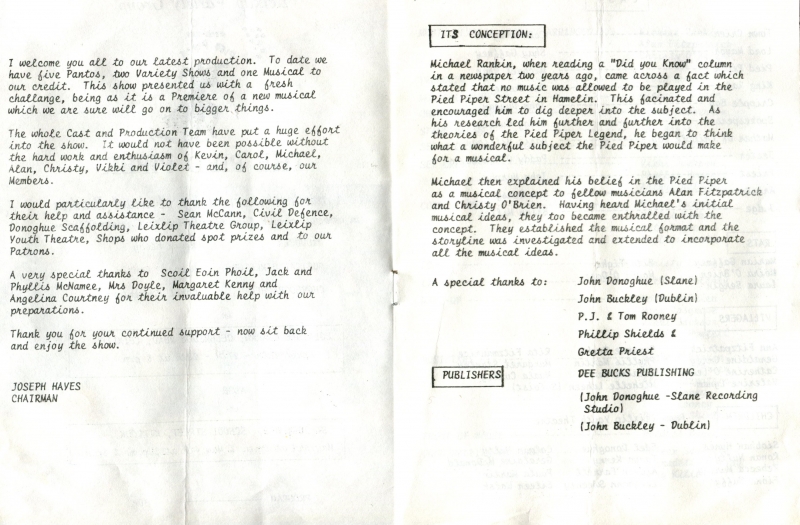 I welcome you all to our latest production. To date we
have five Pantos, two Variety Shows and one Musical to
our credit. This show presented us with a fresh
challange, being as it is a Premiere of a new musical
which we are sure will go on to bigger things.
The whole Cast and Production Team have put a huge effort
into the show. It would not have been possible without
the hard work and enthusiasm of Kevin, Carol, Michael,
Alan, Christy, Vikki and Violet - and, of course, our
Members.
I would particularly like to thank the following for
their help and assistance - Sean McCann, Civil Defence,
Donoghue Scaffolding, Leixlip Theatre Group, Leixlip
Youth Theatre, Shops who donated spot prizes and to our
Patrons.
A very special thanks to Scoil Eoin Phoil, Jack and
Phyllis McNamee, Mrs Doyle, Margaret Kenny and
Angelina Courtney for their invaluable help with our
preparations.
Thank you for your continued support - now sit back
and enjoy the show.
JOSEPH HAYES
CHAIRMAN
ITS CONCEPTION:
Michael Rankin, when reading a "Did you Know" column
in a newspaper two years ago, came across a fact which
stated that no music was allowed to be played in the
Pied Piper Street in Hamelin. This facinated and
encouraged him to dig deeper into the subject. As
his research led him further and further into the
theories of the Pied Piper Legend, he began to think
what a wonderful subject the Pied Piper would make
for a musical.
Michael then explained his belief in the Pied Piper
as a musical concept to fellow musicians Alan Fitzpatrick
and Christy O'Brien. Having heard Michael's initial
musical ideas, they too became enthralled with the
concept. They established the musical format and the
storyline was investigated and extended to incorporate
all the musical ideas.
A special thanks to: John Donoghue (Slane)
John Buckley (Dublin)
P.J. & Tom Rooney
Phillip Shields &
Gretta Priest
PUBLISHERS DEE BUCKS PUBLISHING
(John Donoghue -Slane Recording
Studio)
(John Buckley - Dublin)